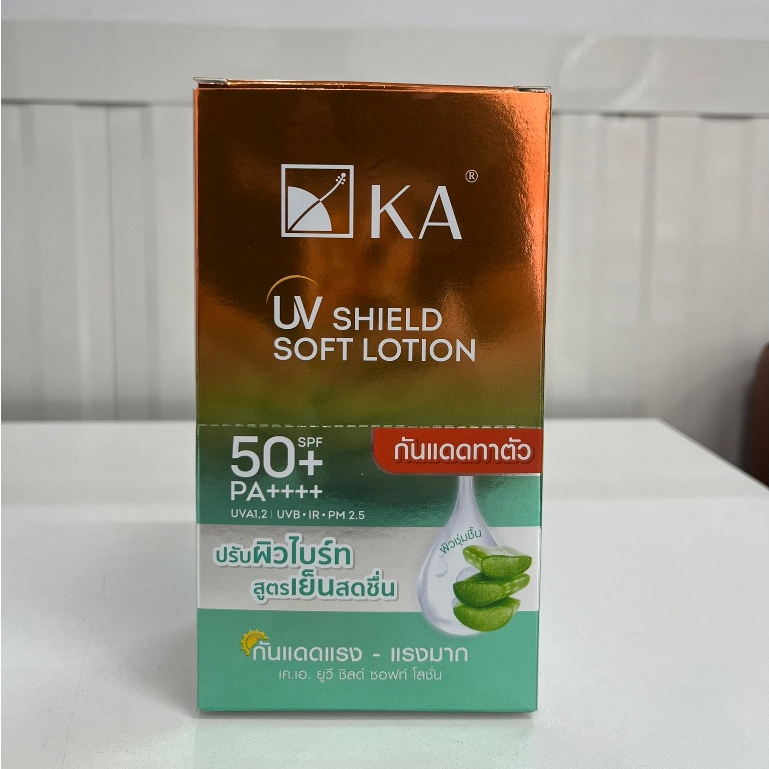 KA®
UV SHIELD
SOFT LOTION
50+ SPF
PA++++
UVA1,2 | UVB • IR • PM 2.5
กันแดดทาตัว
ผิวชุ่มชื้น
ปรับผิวไบร์ท
สูตรเย็นสดชื่น
กันแดดแรง - แรงมาก
เค.เอ. ยูวี ชิลด์ ซอฟท์ โลชั่น